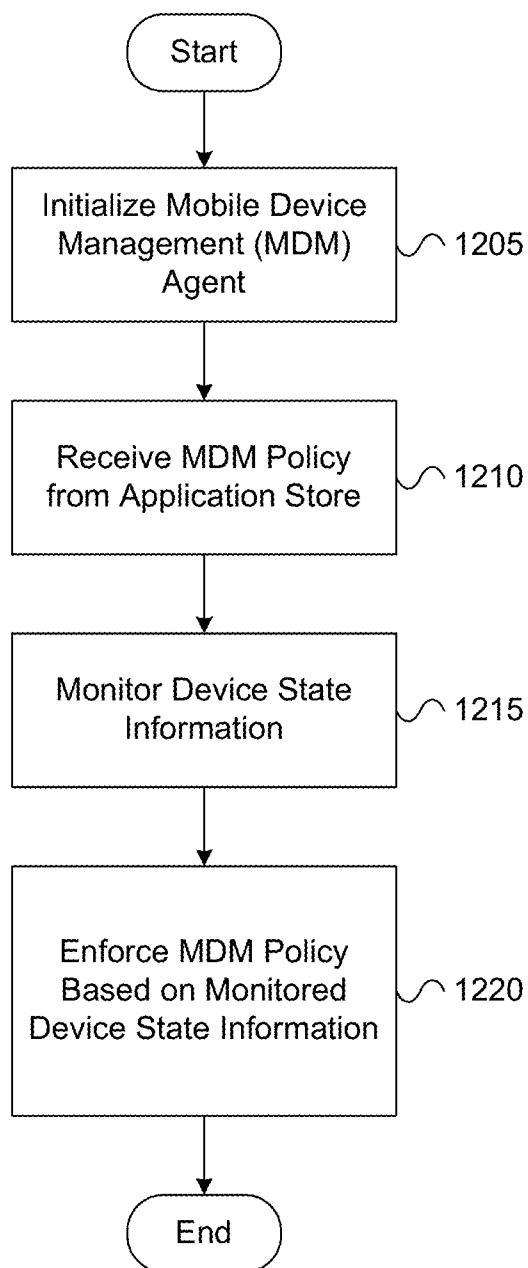 Start
Initialize Mobile Device
Management (MDM)
Agent
1205
Receive MDM Policy
from Application Store
1210
Monitor Device State
Information
1215
Enforce MDM Policy
Based on Monitored
Device State Information
1220
End